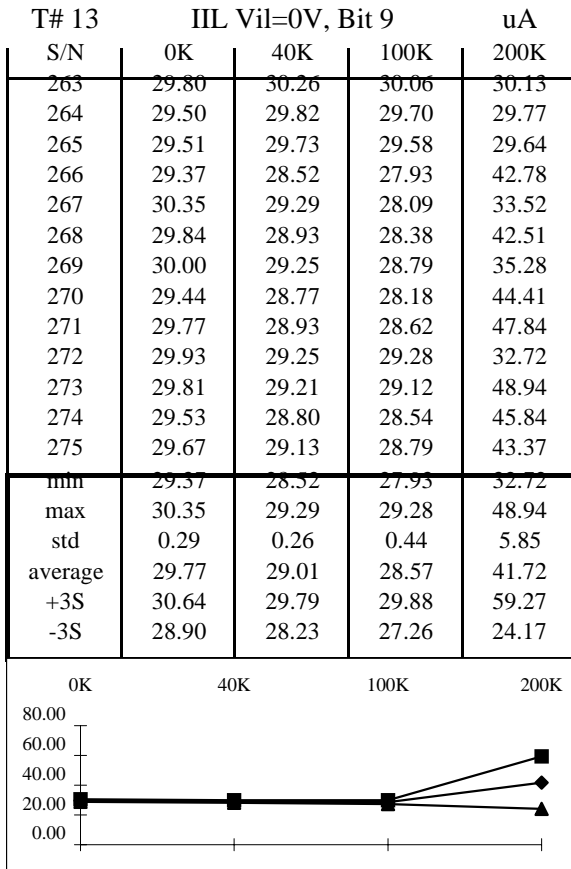 T# 13 IIL Vil=0V, Bit 9 uA
S/N 0K 40K 100K 200K
263 29.80 30.26 30.06 30.13
264 29.50 29.82 29.70 29.77
265 29.51 29.73 29.58 29.64
266 29.37 28.52 27.93 42.78
267 30.35 29.29 28.09 33.52
268 29.84 28.93 28.38 42.51
269 30.00 29.25 28.79 35.28
270 29.44 28.77 28.18 44.41
271 29.77 28.93 28.62 47.84
272 29.93 29.25 29.28 32.72
273 29.81 29.21 29.12 48.94
274 29.53 28.80 28.54 45.84
275 29.67 29.13 28.79 43.37
min 29.37 28.52 27.93 32.72
max 30.35 29.29 29.28 48.94
std 0.29 0.26 0.44 5.85
average 29.77 29.01 28.57 41.72
+3S 30.64 29.79 29.88 59.27
-3S 28.90 28.23 27.26 24.17
0K 40K 100K 200K
80.00
60.00
40.00
20.00
0.00